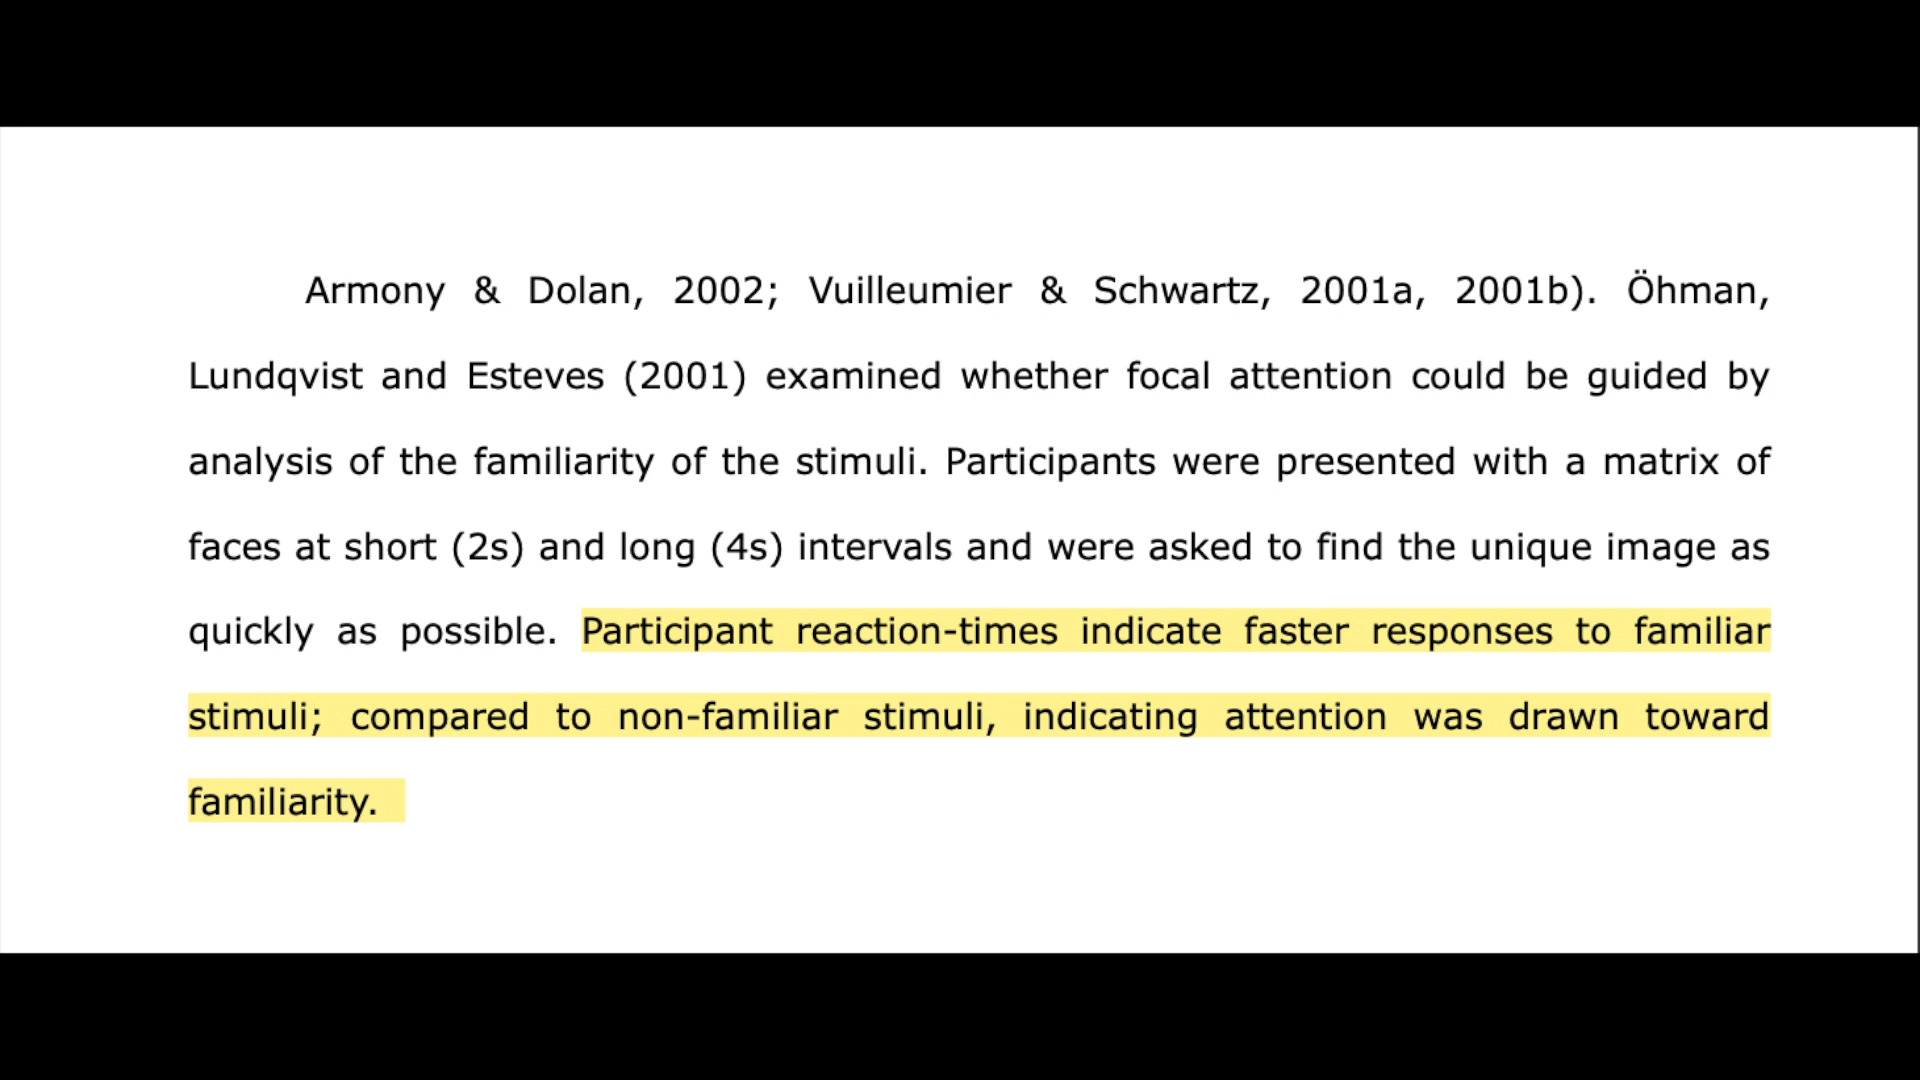 Armony & Dolan, 2002; Vuilleumier & Schwartz, 2001a, 2001b). Öhman,
Lundqvist and Esteves (2001) examined whether focal attention could be guided by
analysis of the familiarity of the stimuli. Participants were presented with a matrix of
faces at short (2s) and long (4s) intervals and were asked to find the unique image as
quickly as possible. Participant reaction-times indicate faster responses to familiar
stimuli; compared to non-familiar stimuli, indicating attention was drawn toward
familiarity.